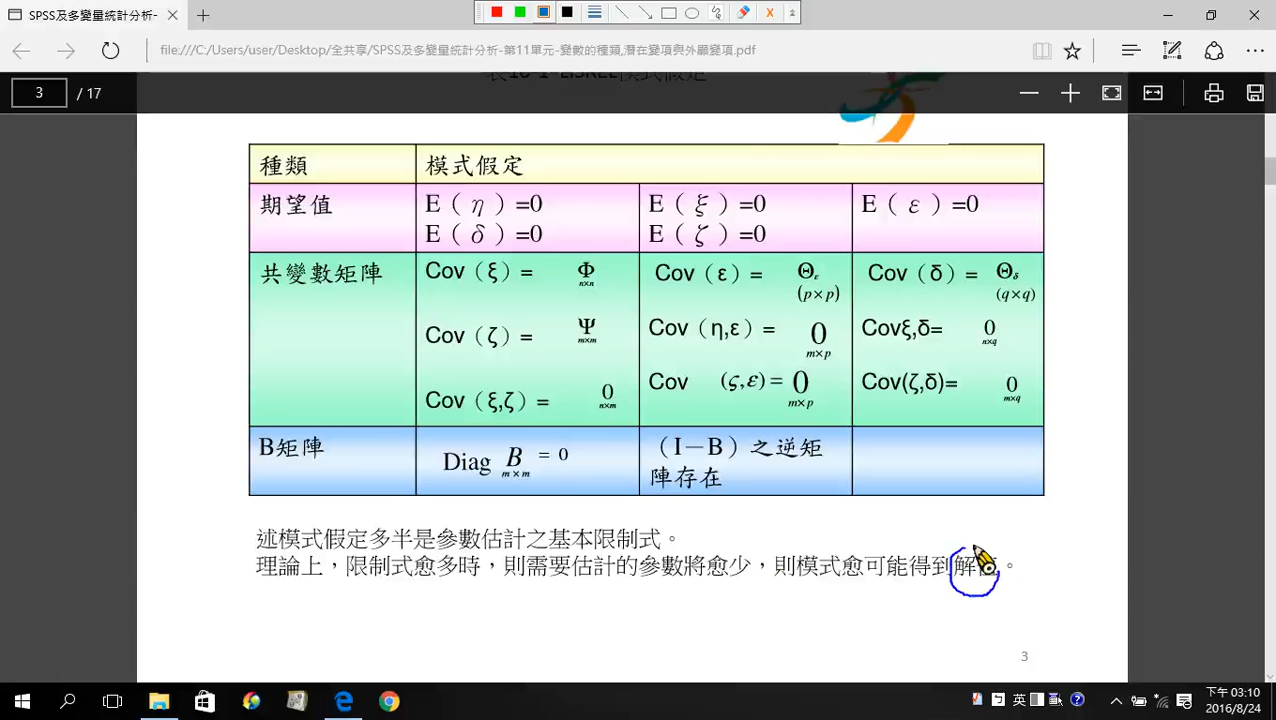 SPSS及多變量統計分析-
file:///C:/Users/user/Desktop/全共享/SPSS及多變量統計分析-第11單元-變數的種類,潛在變項與外顯變項.pdf
3 / 17
種類 模式假定
期望值 E（η）=0 E（ξ）=0 E（ε）=0
E（δ）=0 E（ζ）=0
共變數矩陣 Cov（ξ）= Φ n×n Cov（ε）= Θε (p×p) Cov（δ）= Θδ (q×q)
Cov（ζ）= Ψ m×m Cov（η,ε）= 0 m×p Covξ,δ= 0 n×q
Cov（ξ,ζ）= 0 n×m Cov (ς,ε)= 0 m×p Cov(ζ,δ)= 0 m×q
B矩陣 Diag B m×m = 0 （I－B）之逆矩
陣存在
述模式假定多半是參數估計之基本限制式。
理論上，限制式愈多時，則需要估計的參數將愈少，則模式愈可能得到解。
3
英
下午 03:10
2016/8/24